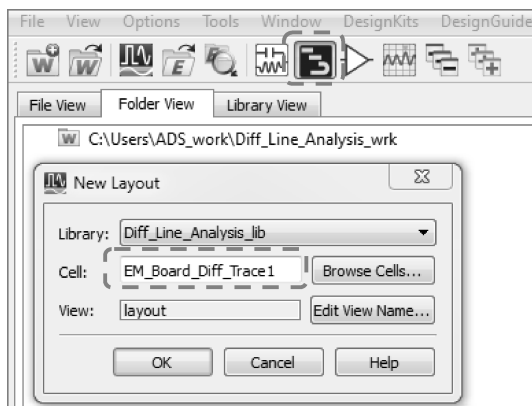 File View Options Tools Window DesignKits DesignGuide
File View Folder View Library View
C:\Users\ADS_work\Diff_Line_Analysis_wrk
New Layout
Library: Diff_Line_Analysis_lib
Cell: EM_Board_Diff_Trace1 Browse Cells...
View: layout Edit View Name...
OK Cancel Help